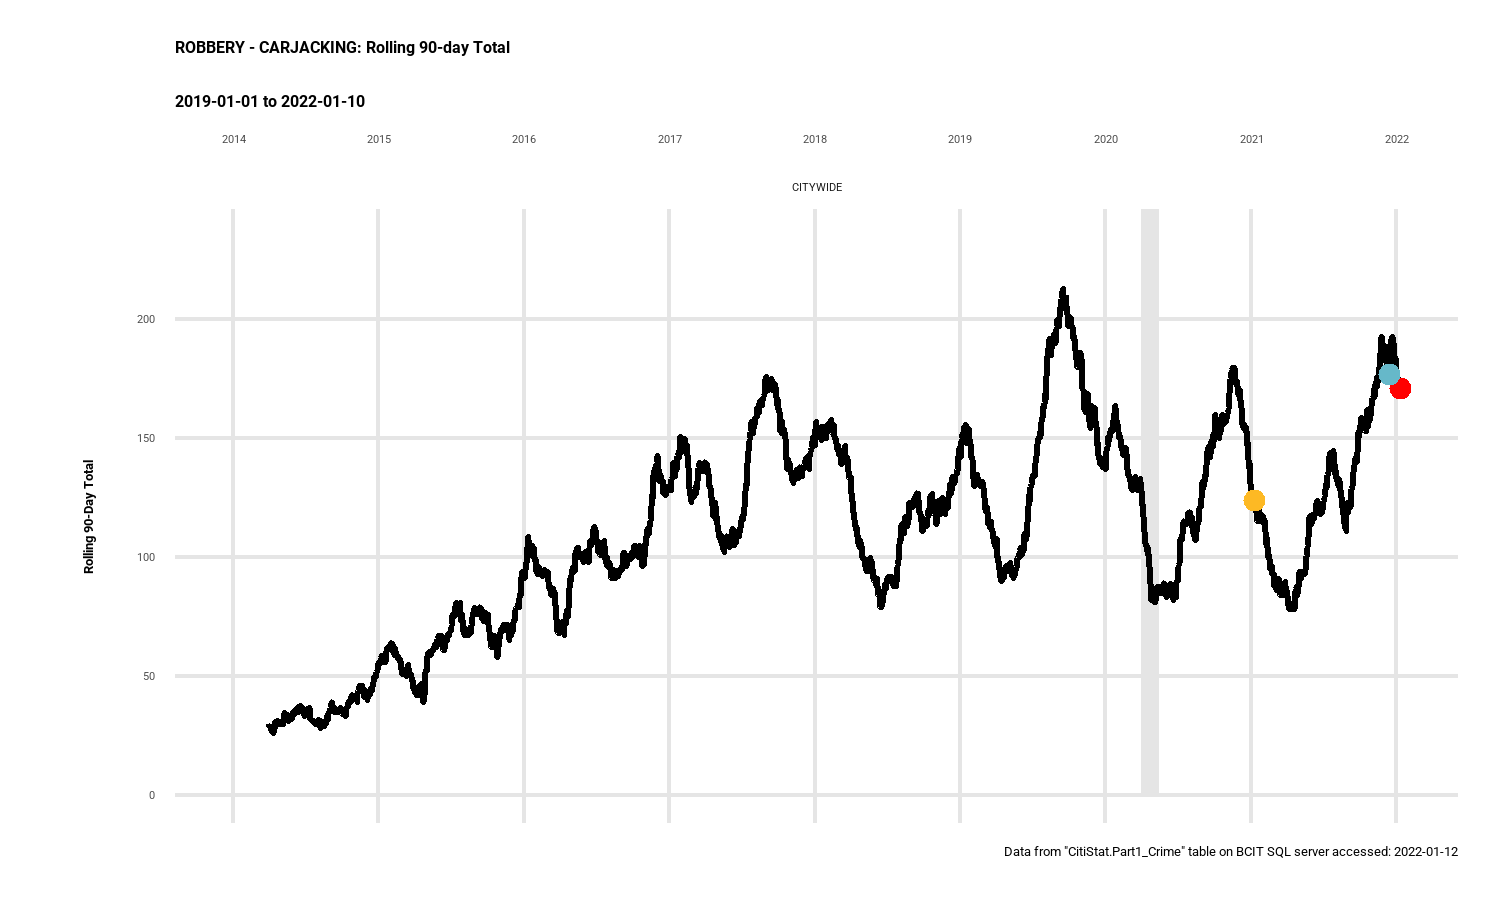 ROBBERY - CARJACKING: Rolling 90-day Total
2019-01-01 to 2022-01-10
2014 2015 2016 2017 2018 2019 2020 2021 2022
CITYWIDE
200
150
100
50
0
Rolling 90-Day Total
Data from "CitiStat.Part1_Crime" table on BCIT SQL server accessed: 2022-01-12